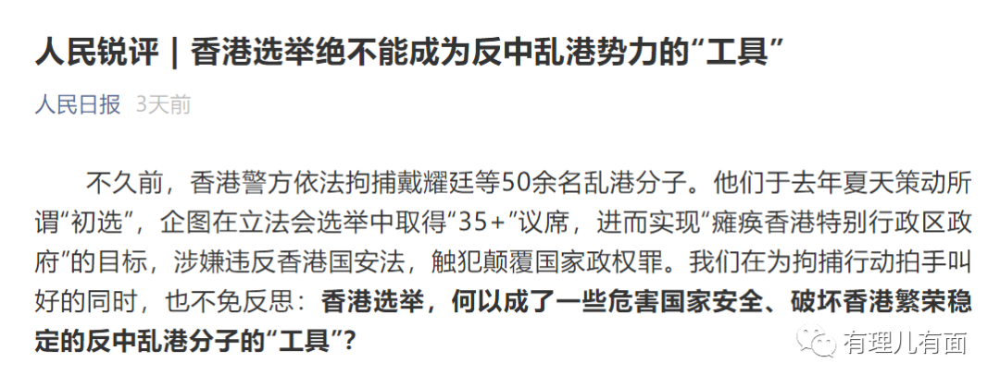 人民锐评 | 香港选举绝不能成为反中乱港势力的“工具”
人民日报 3天前
不久前，香港警方依法拘捕戴耀廷等50余名乱港分子。他们于去年夏天策动所
谓“初选”，企图在立法会选举中取得“35+”议席，进而实现“瘫痪香港特别行政区政
府”的目标，涉嫌违反香港国安法，触犯颠覆国家政权罪。我们在为拘捕行动拍手叫
好的同时，也不免反思：香港选举，何以成了一些危害国家安全、破坏香港繁荣稳
定的反中乱港分子的“工具”？
有理儿有面